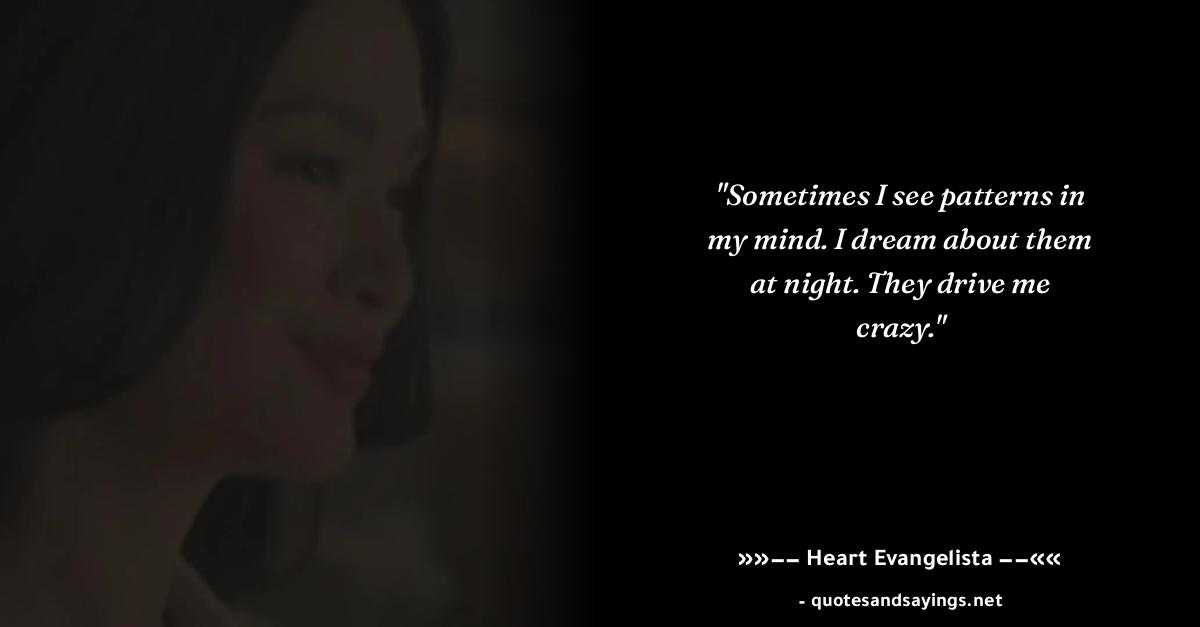 "Sometimes I see patterns in
my mind. I dream about them
at night. They drive me
crazy."
»»−− Heart Evangelista −−««
- quotesandsayings.net